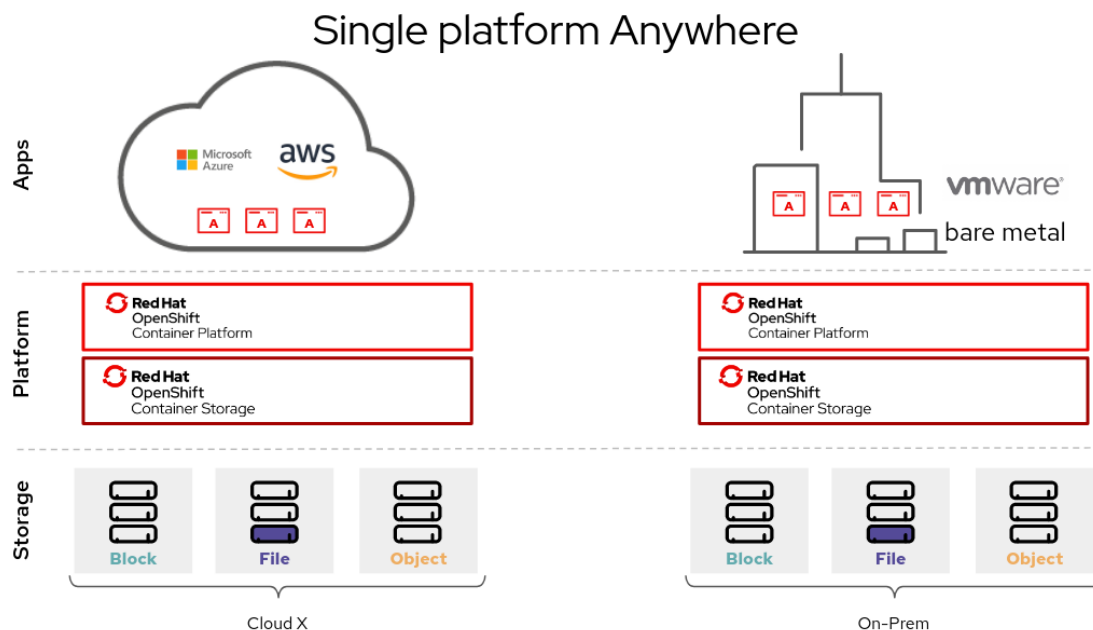 Single platform Anywhere
Apps
Microsoft
Azure
aws
A A A
A A A
vmware®
bare metal
Platform
Red Hat
OpenShift
Container Platform
Red Hat
OpenShift
Container Storage
Red Hat
OpenShift
Container Platform
Red Hat
OpenShift
Container Storage
Storage
Block File Object
Block File Object
Cloud X
On-Prem